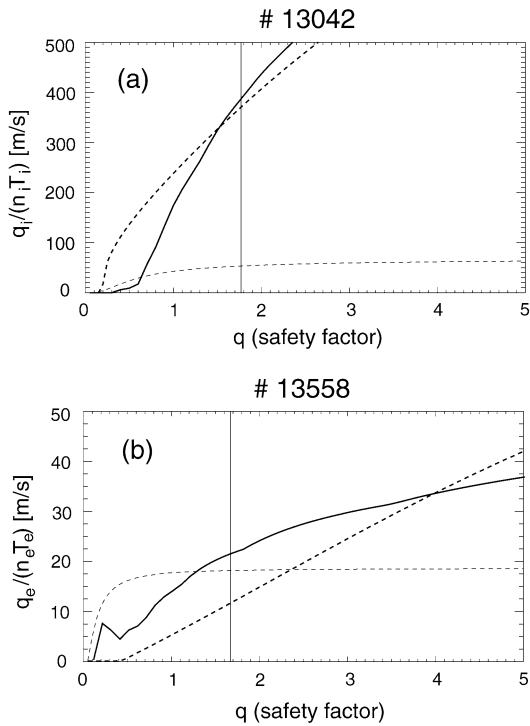 # 13042
500
400
300
200
100
0
(a)
q_i/(n_iT_i) [m/s]
0 1 2 3 4 5
q (safety factor)
# 13558
50
40
30
20
10
0
(b)
q_e/(n_eT_e) [m/s]
0 1 2 3 4 5
q (safety factor)